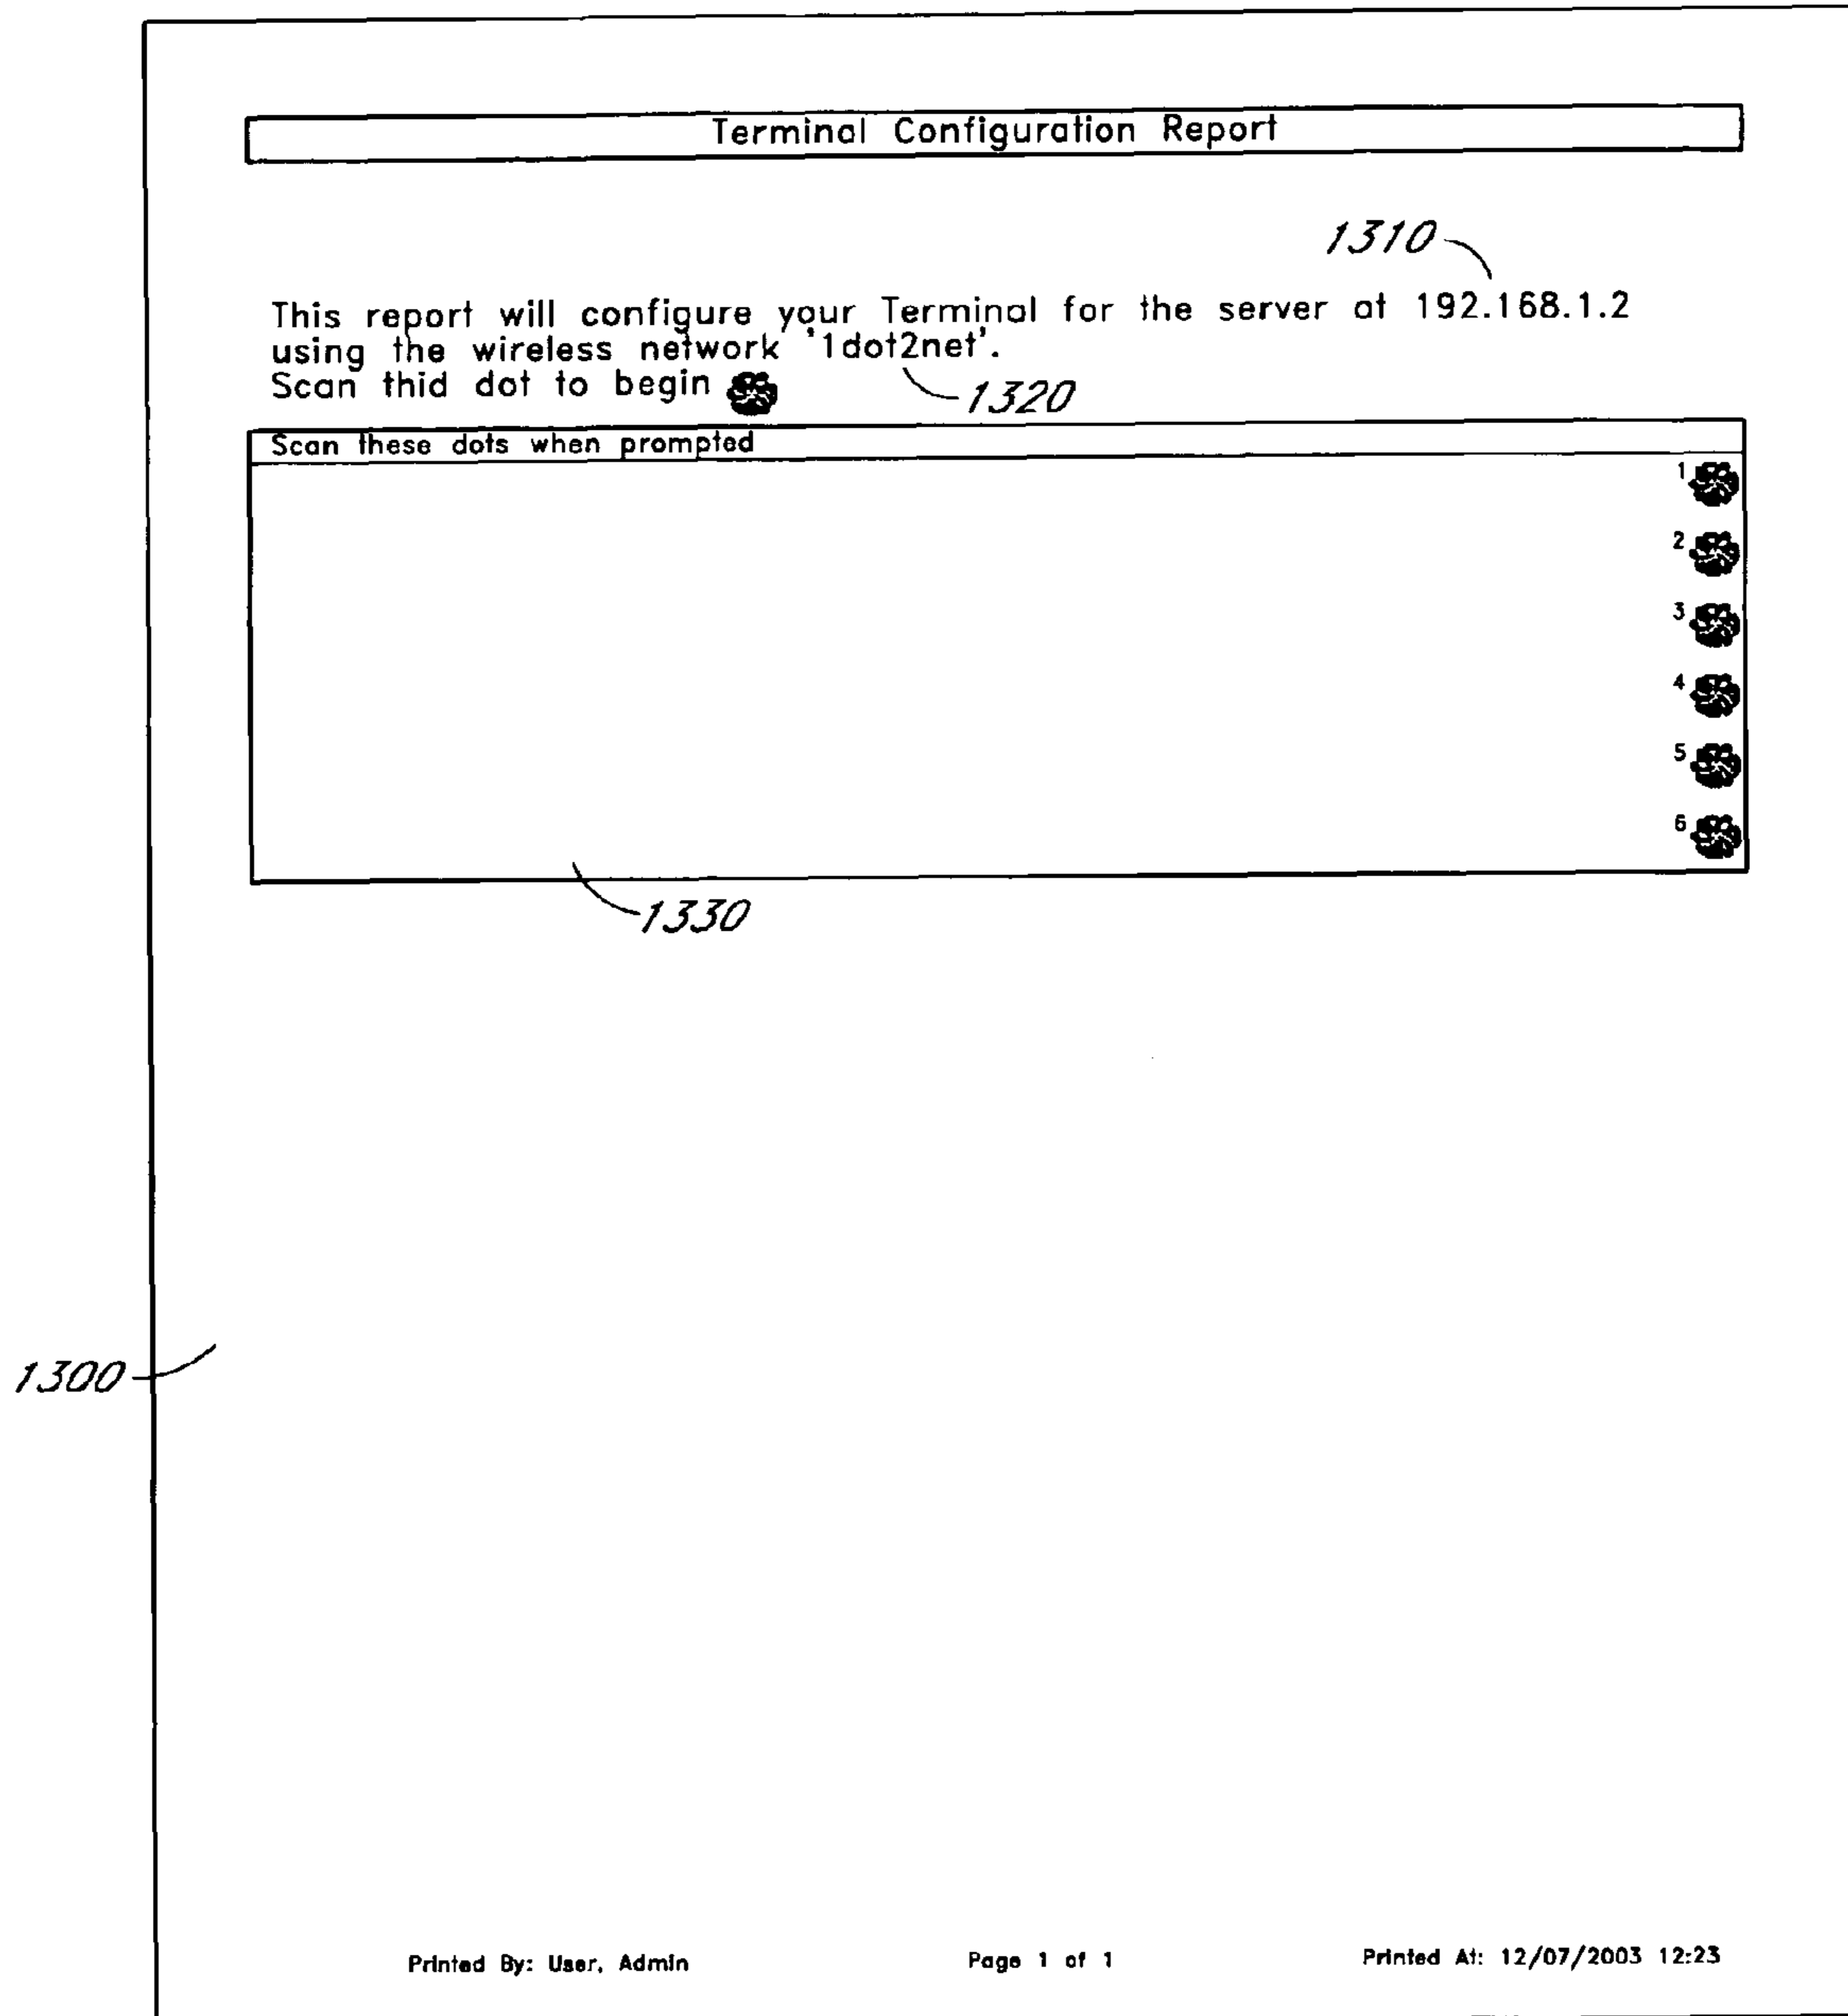 Terminal Configuration Report
1310
This report will configure your Terminal for the server at 192.168.1.2
using the wireless network '1dot2net'.
Scan thid dot to begin
1320
Scan these dots when prompted
1
2
3
4
5
6
1330
1300
Printed By: User, Admin Page 1 of 1 Printed At: 12/07/2003 12:23